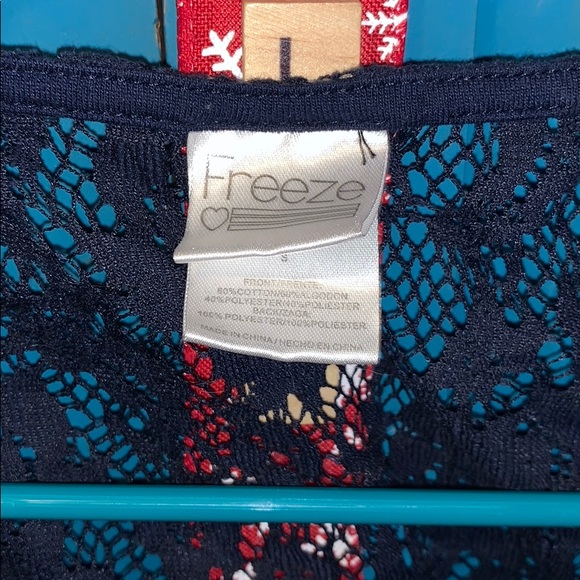 L
Freeze
S
FRONT/FRENTE
60%COTTON/60%ALGODON
40%POLYESTER/40%POLIESTER
BACK/ZAGA
100%POLYESTER/100%POLIESTER
MADE IN CHINA / HECHO EN CHINA